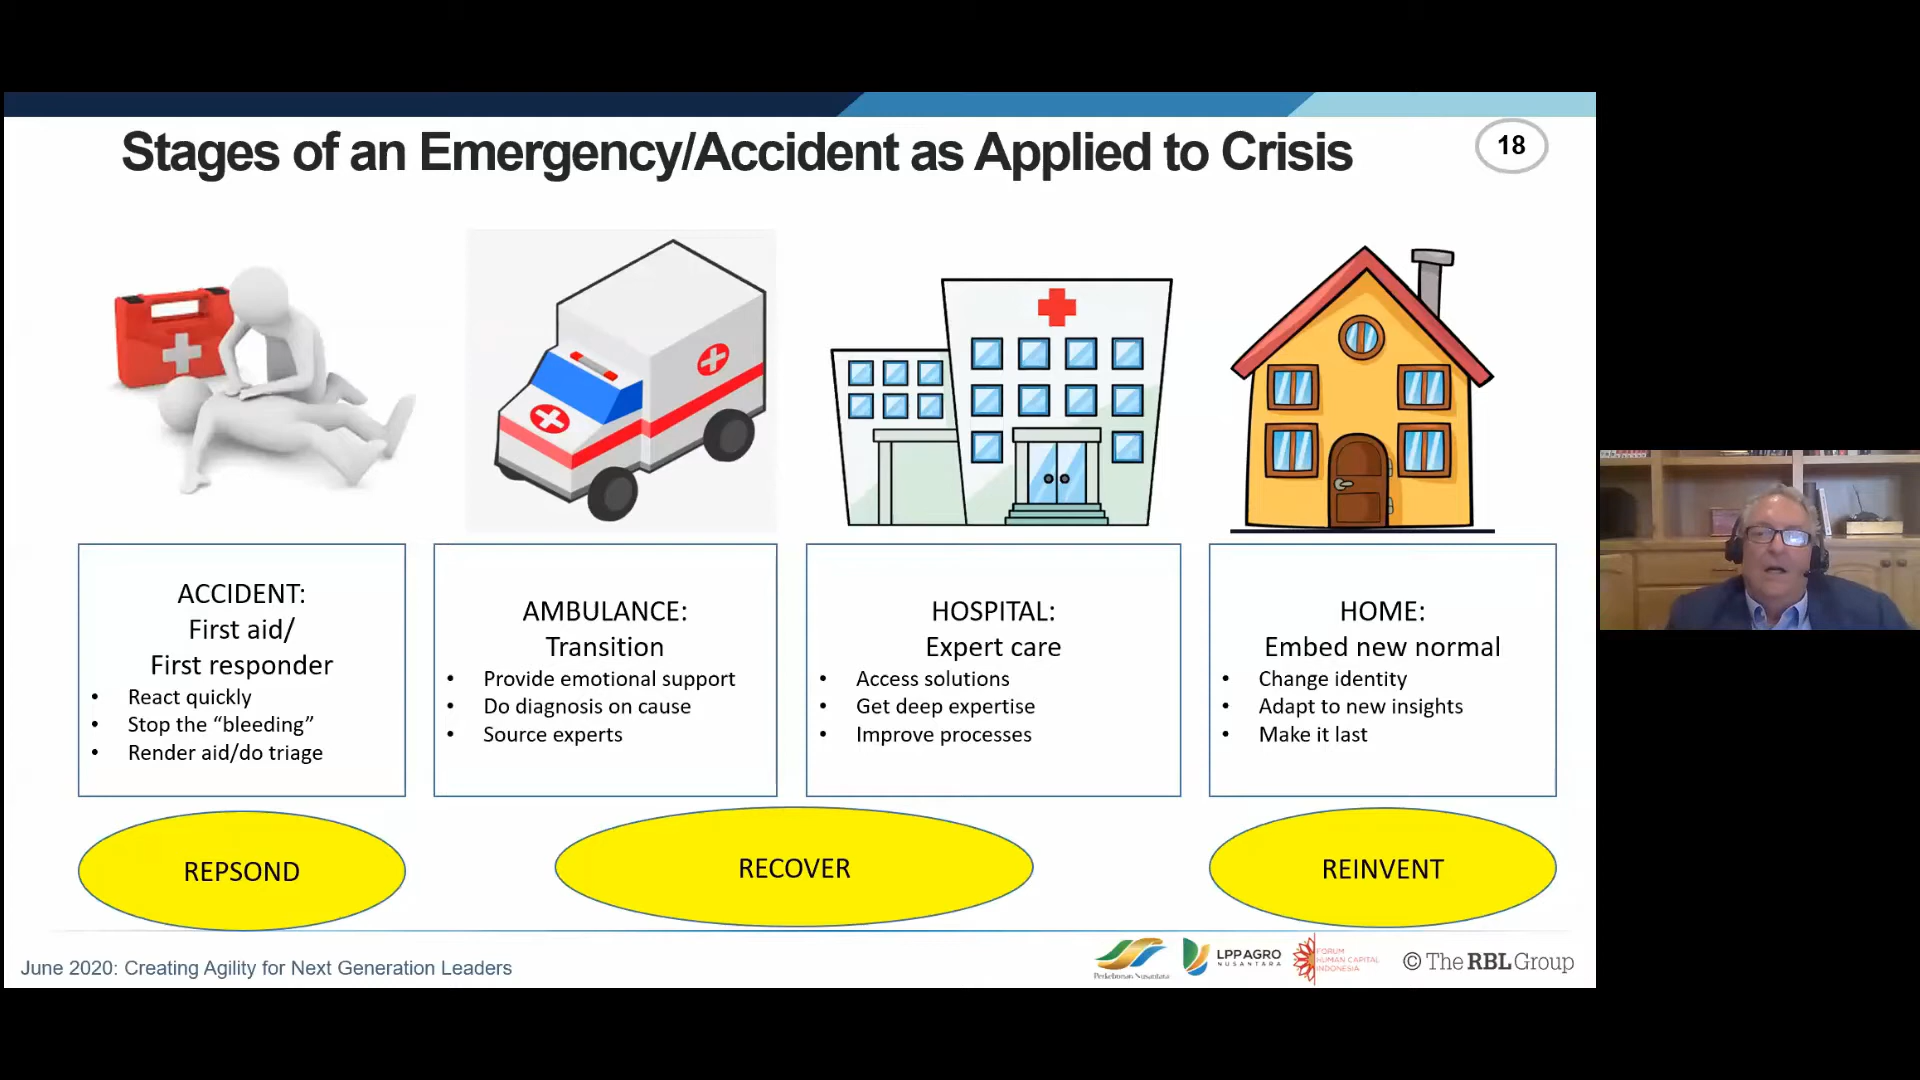 Stages of an Emergency/Accident as Applied to Crisis
18
ACCIDENT:
First aid/
First responder
• React quickly
• Stop the “bleeding”
• Render aid/do triage
AMBULANCE:
Transition
• Provide emotional support
• Do diagnosis on cause
• Source experts
HOSPITAL:
Expert care
• Access solutions
• Get deep expertise
• Improve processes
HOME:
Embed new normal
• Change identity
• Adapt to new insights
• Make it last
REPSOND
RECOVER
REINVENT
June 2020: Creating Agility for Next Generation Leaders
Perkebunan Nusantara
LPP AGRO
NUSANTARA
FORUM
HUMAN CAPITAL
INDONESIA
© The RBL Group